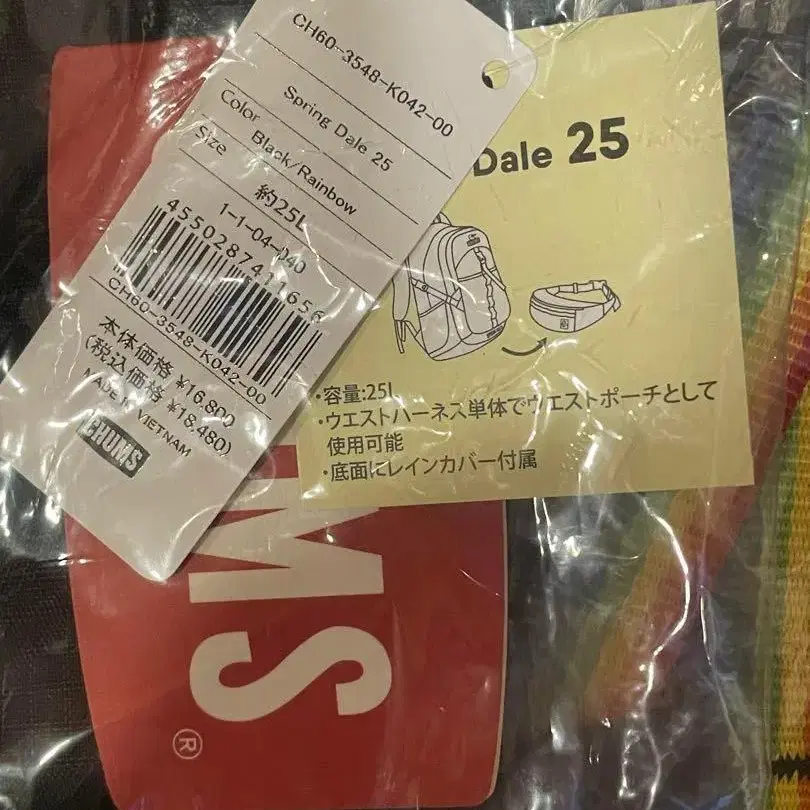 CH60-3548-K042-00
Spring Dale 25
Color
Black/Rainbow
Size
約25L
1-1-04-040
4550287411656
CH60-3548-K042-00
本体価格 ¥16,800
(税込価格 ¥18,480)
MADE IN VIETNAM
CHUMS
Dale 25
・容量:25L
・ウエストハーネス単体でウエストポーチとして
使用可能
・底面にレインカバー付属
MS
®